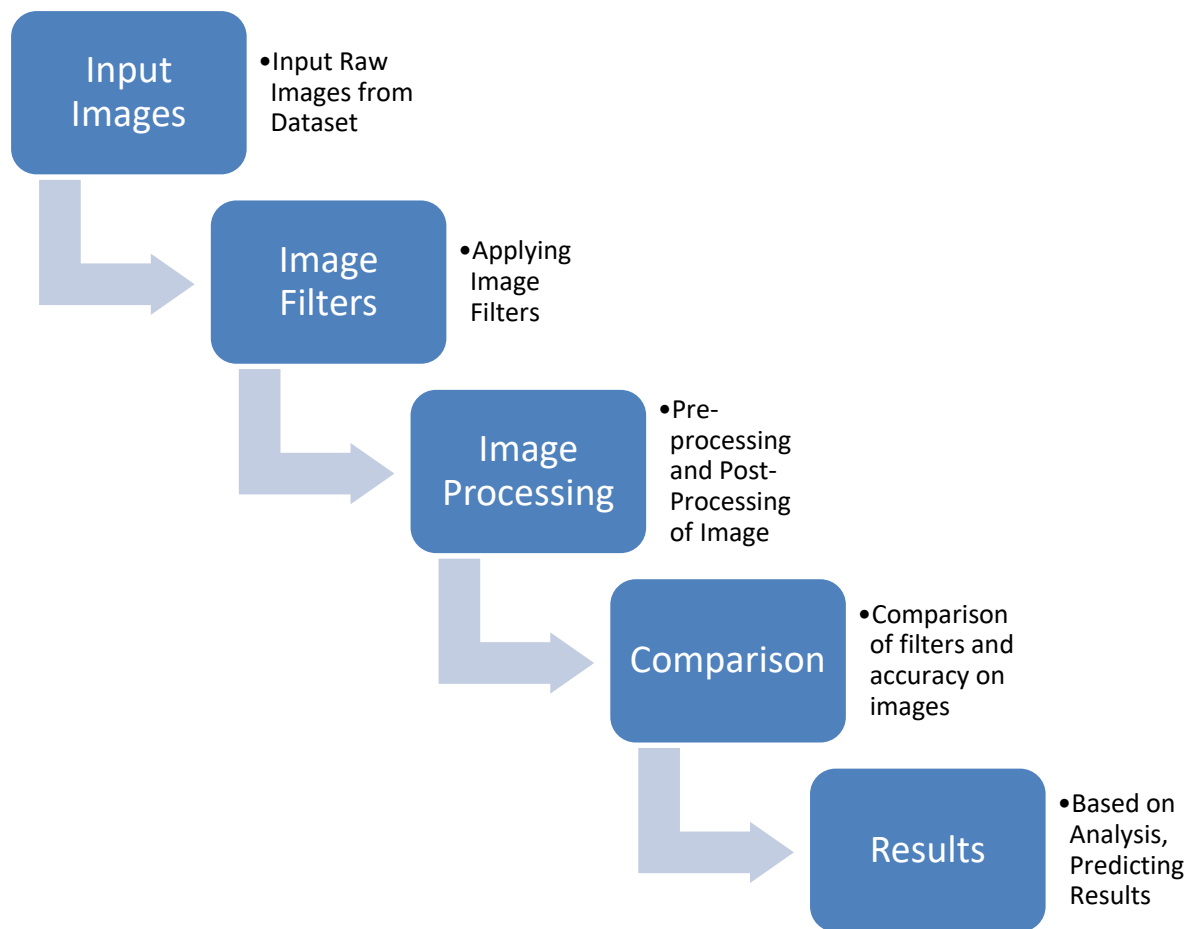 Input
Images
•Input Raw
Images from
Dataset
Image
Filters
•Applying
Image
Filters
Image
Processing
•Pre-
processing
and Post-
Processing
of Image
Comparison
•Comparison
of filters and
accuracy on
images
Results
•Based on
Analysis,
Predicting
Results